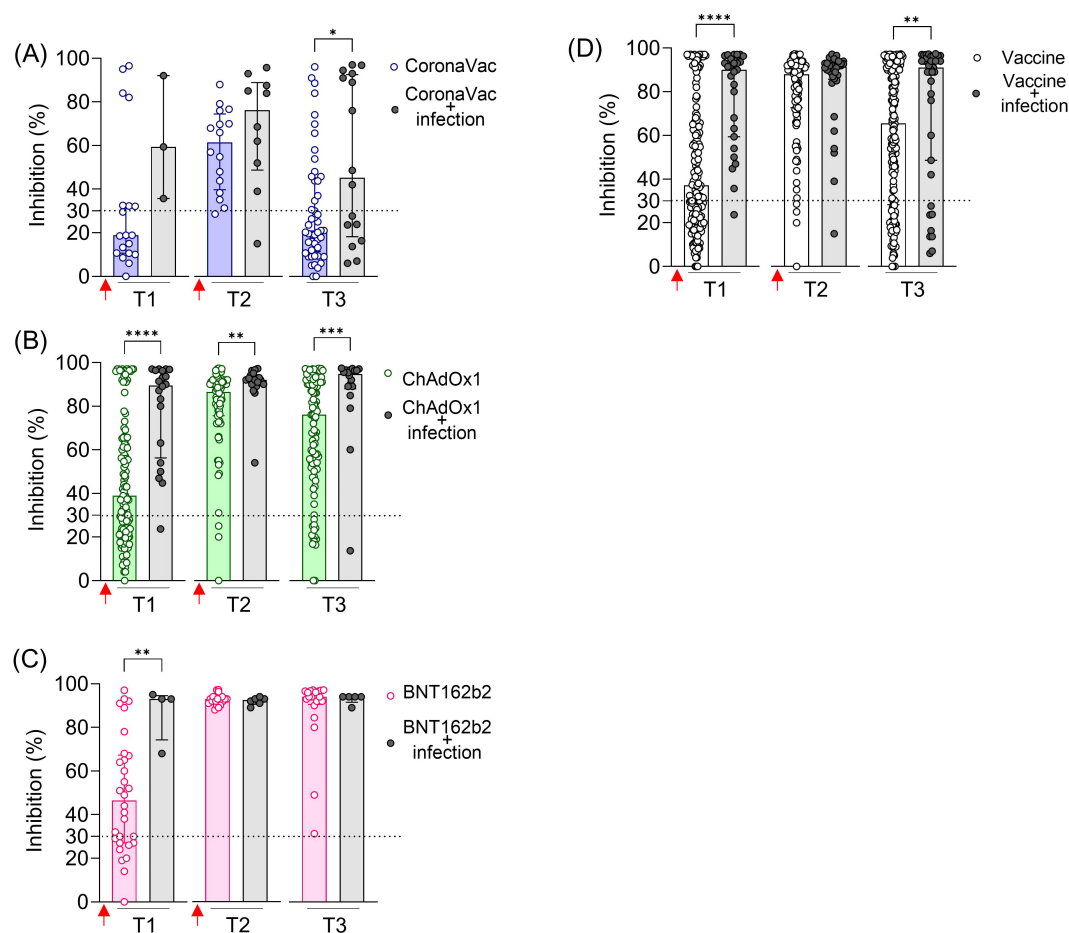 (A)
*
100
80
60
40
30
20
0
Inhibition (%)
T1
T2
T3
CoronaVac
CoronaVac
+
infection
(B)
****
**
***
100
80
60
40
30
20
0
Inhibition (%)
T1
T2
T3
ChAdOx1
ChAdOx1
+
infection
(C)
**
100
80
60
40
30
20
0
Inhibition (%)
T1
T2
T3
BNT162b2
BNT162b2
+
infection
(D)
****
**
100
80
60
40
30
20
0
Inhibition (%)
T1
T2
T3
Vaccine
Vaccine
+
infection